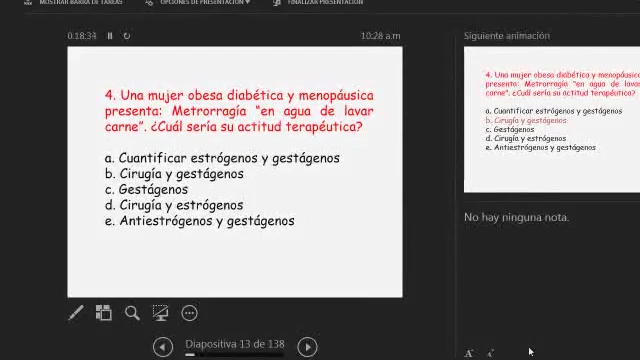 MOSTRAR BARRA DE TAREAS
OPCIONES DE PRESENTACIÓN
FINALIZAR PRESENTACIÓN
0:18:34
10:28 a.m
4. Una mujer obesa diabética y menopáusica
presenta: Metrorragía “en agua de lavar
carne”. ¿Cuál sería su actitud terapéutica?
a. Cuantificar estrógenos y gestágenos
b. Cirugía y gestágenos
c. Gestágenos
d. Cirugía y estrógenos
e. Antiestrógenos y gestágenos
Diapositiva 13 de 138
Siguiente animación
4. Una mujer obesa diabética y menopáusica
presenta: Metrorragía “en agua de lavar
carne”. ¿Cuál sería su actitud terapéutica?
a. Cuantificar estrógenos y gestágenos
b. Cirugía y gestágenos
c. Gestágenos
d. Cirugía y estrógenos
e. Antiestrógenos y gestágenos
No hay ninguna nota.
A A